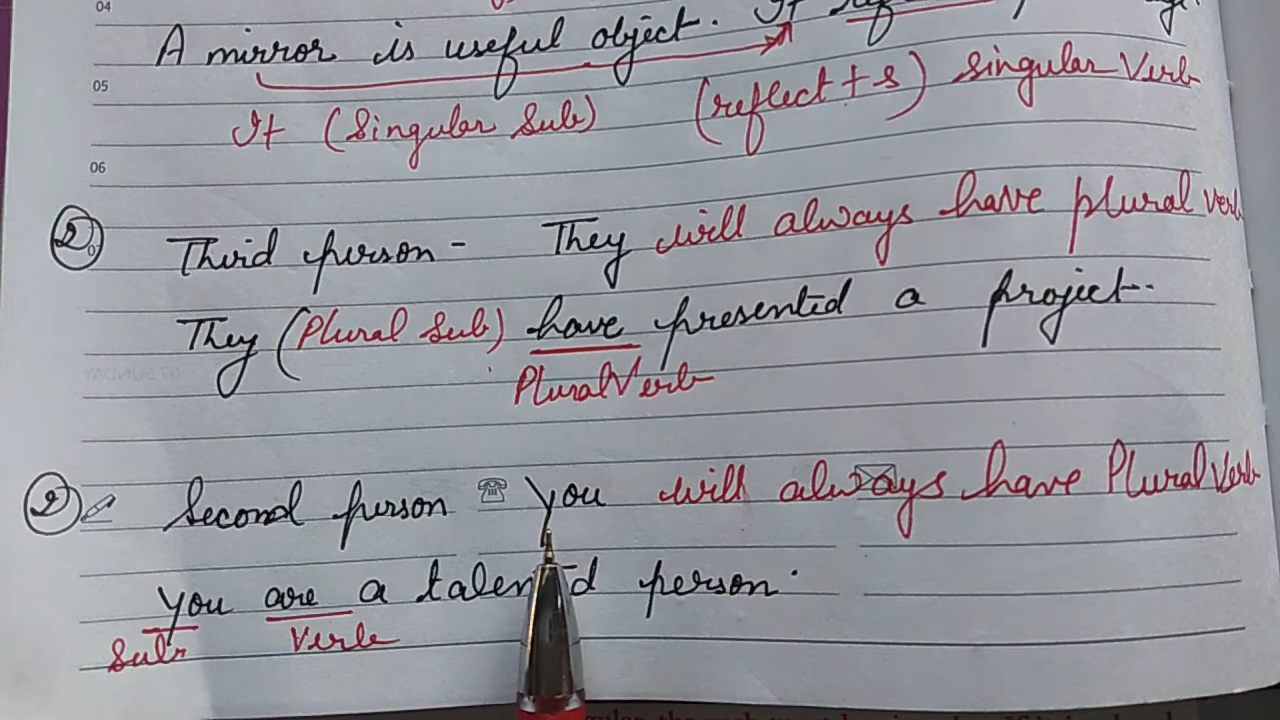 04
A mirror is useful object. It
05
It (Singular Sub) (reflect + s) singular Verb
06
2. Third person - They will always have plural verb
They (Plural Sub) have presented a project.
Plural Verb
2 Second person you will always have Plural Verb
you are a talented person.
Sub Verb